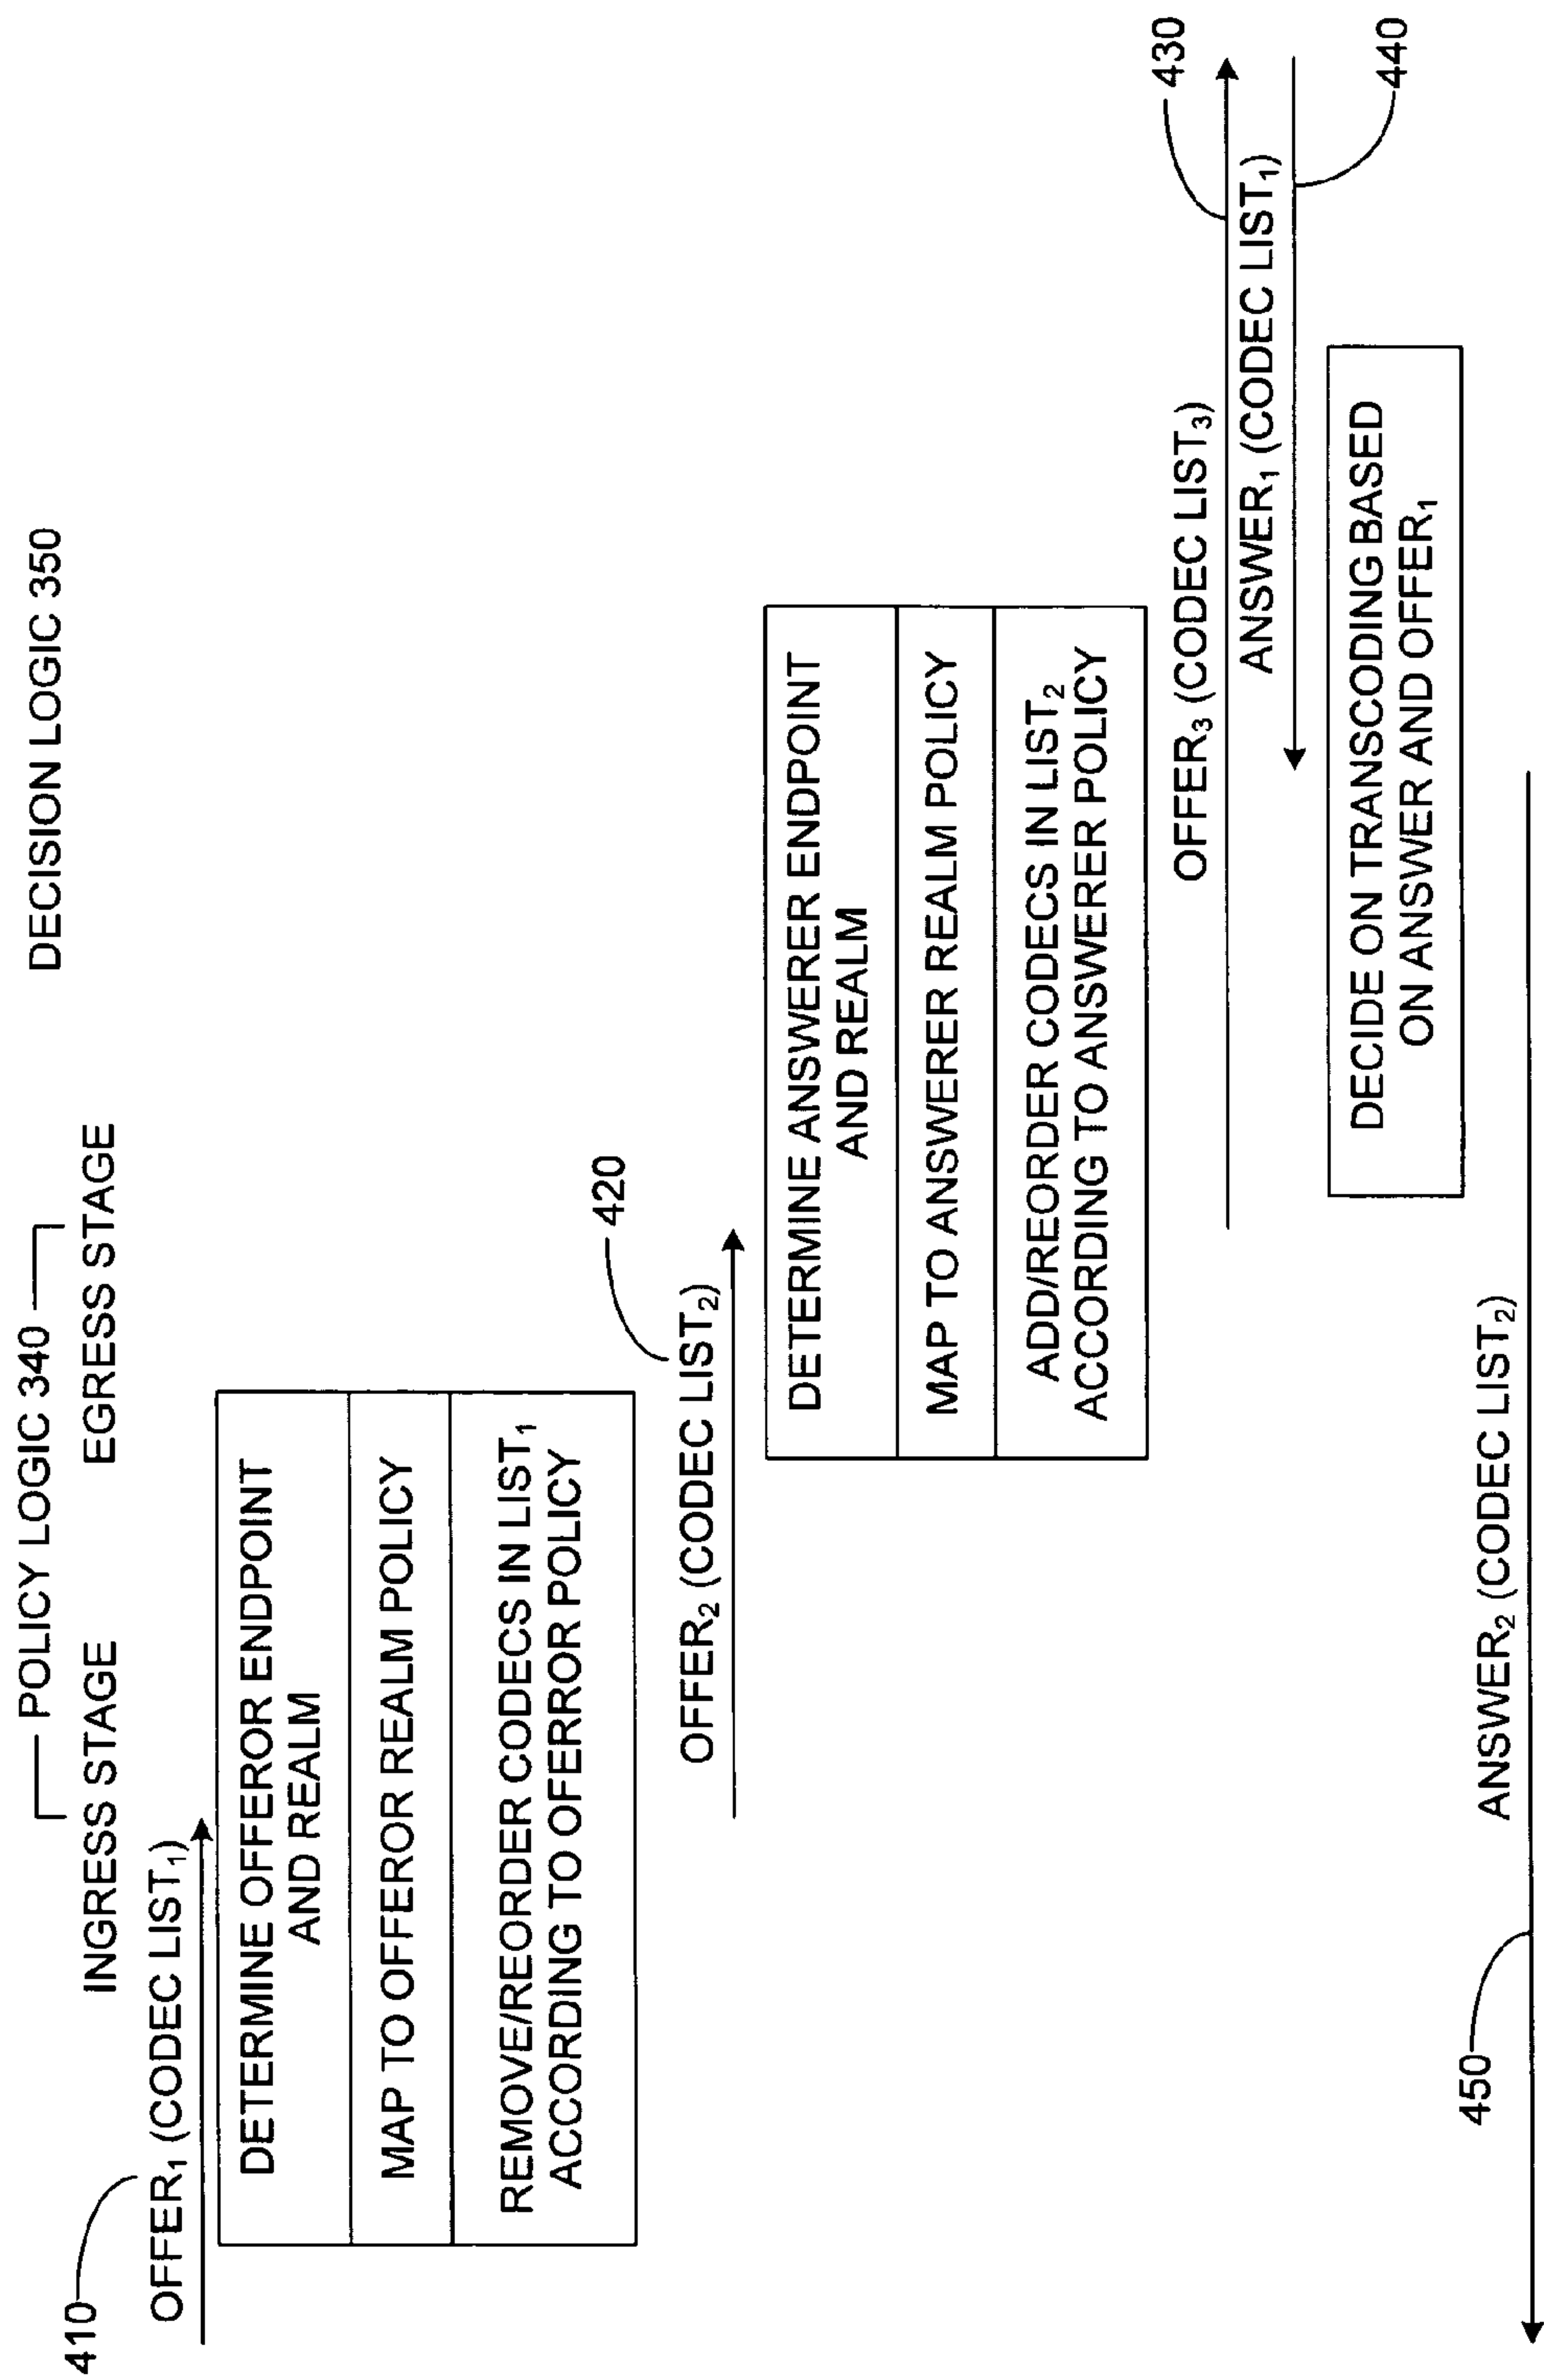 POLICY LOGIC 340
DECISION LOGIC 350
INGRESS STAGE
EGRESS STAGE
410
OFFER₁ (CODEC LIST₁)
DETERMINE OFFEROR ENDPOINT
AND REALM
MAP TO OFFEROR REALM POLICY
REMOVE/REORDER CODECS IN LIST₁
ACCORDING TO OFERROR POLICY
420
OFFER₂ (CODEC LIST₂)
DETERMINE ANSWERER ENDPOINT
AND REALM
MAP TO ANSWERER REALM POLICY
ADD/REORDER CODECS IN LIST₂
ACCORDING TO ANSWERER POLICY
430
OFFER₃ (CODEC LIST₃)
ANSWER₁ (CODEC LIST₁)
440
DECIDE ON TRANSCODING BASED
ON ANSWER AND OFFER₁
ANSWER₂ (CODEC LIST₂)
450